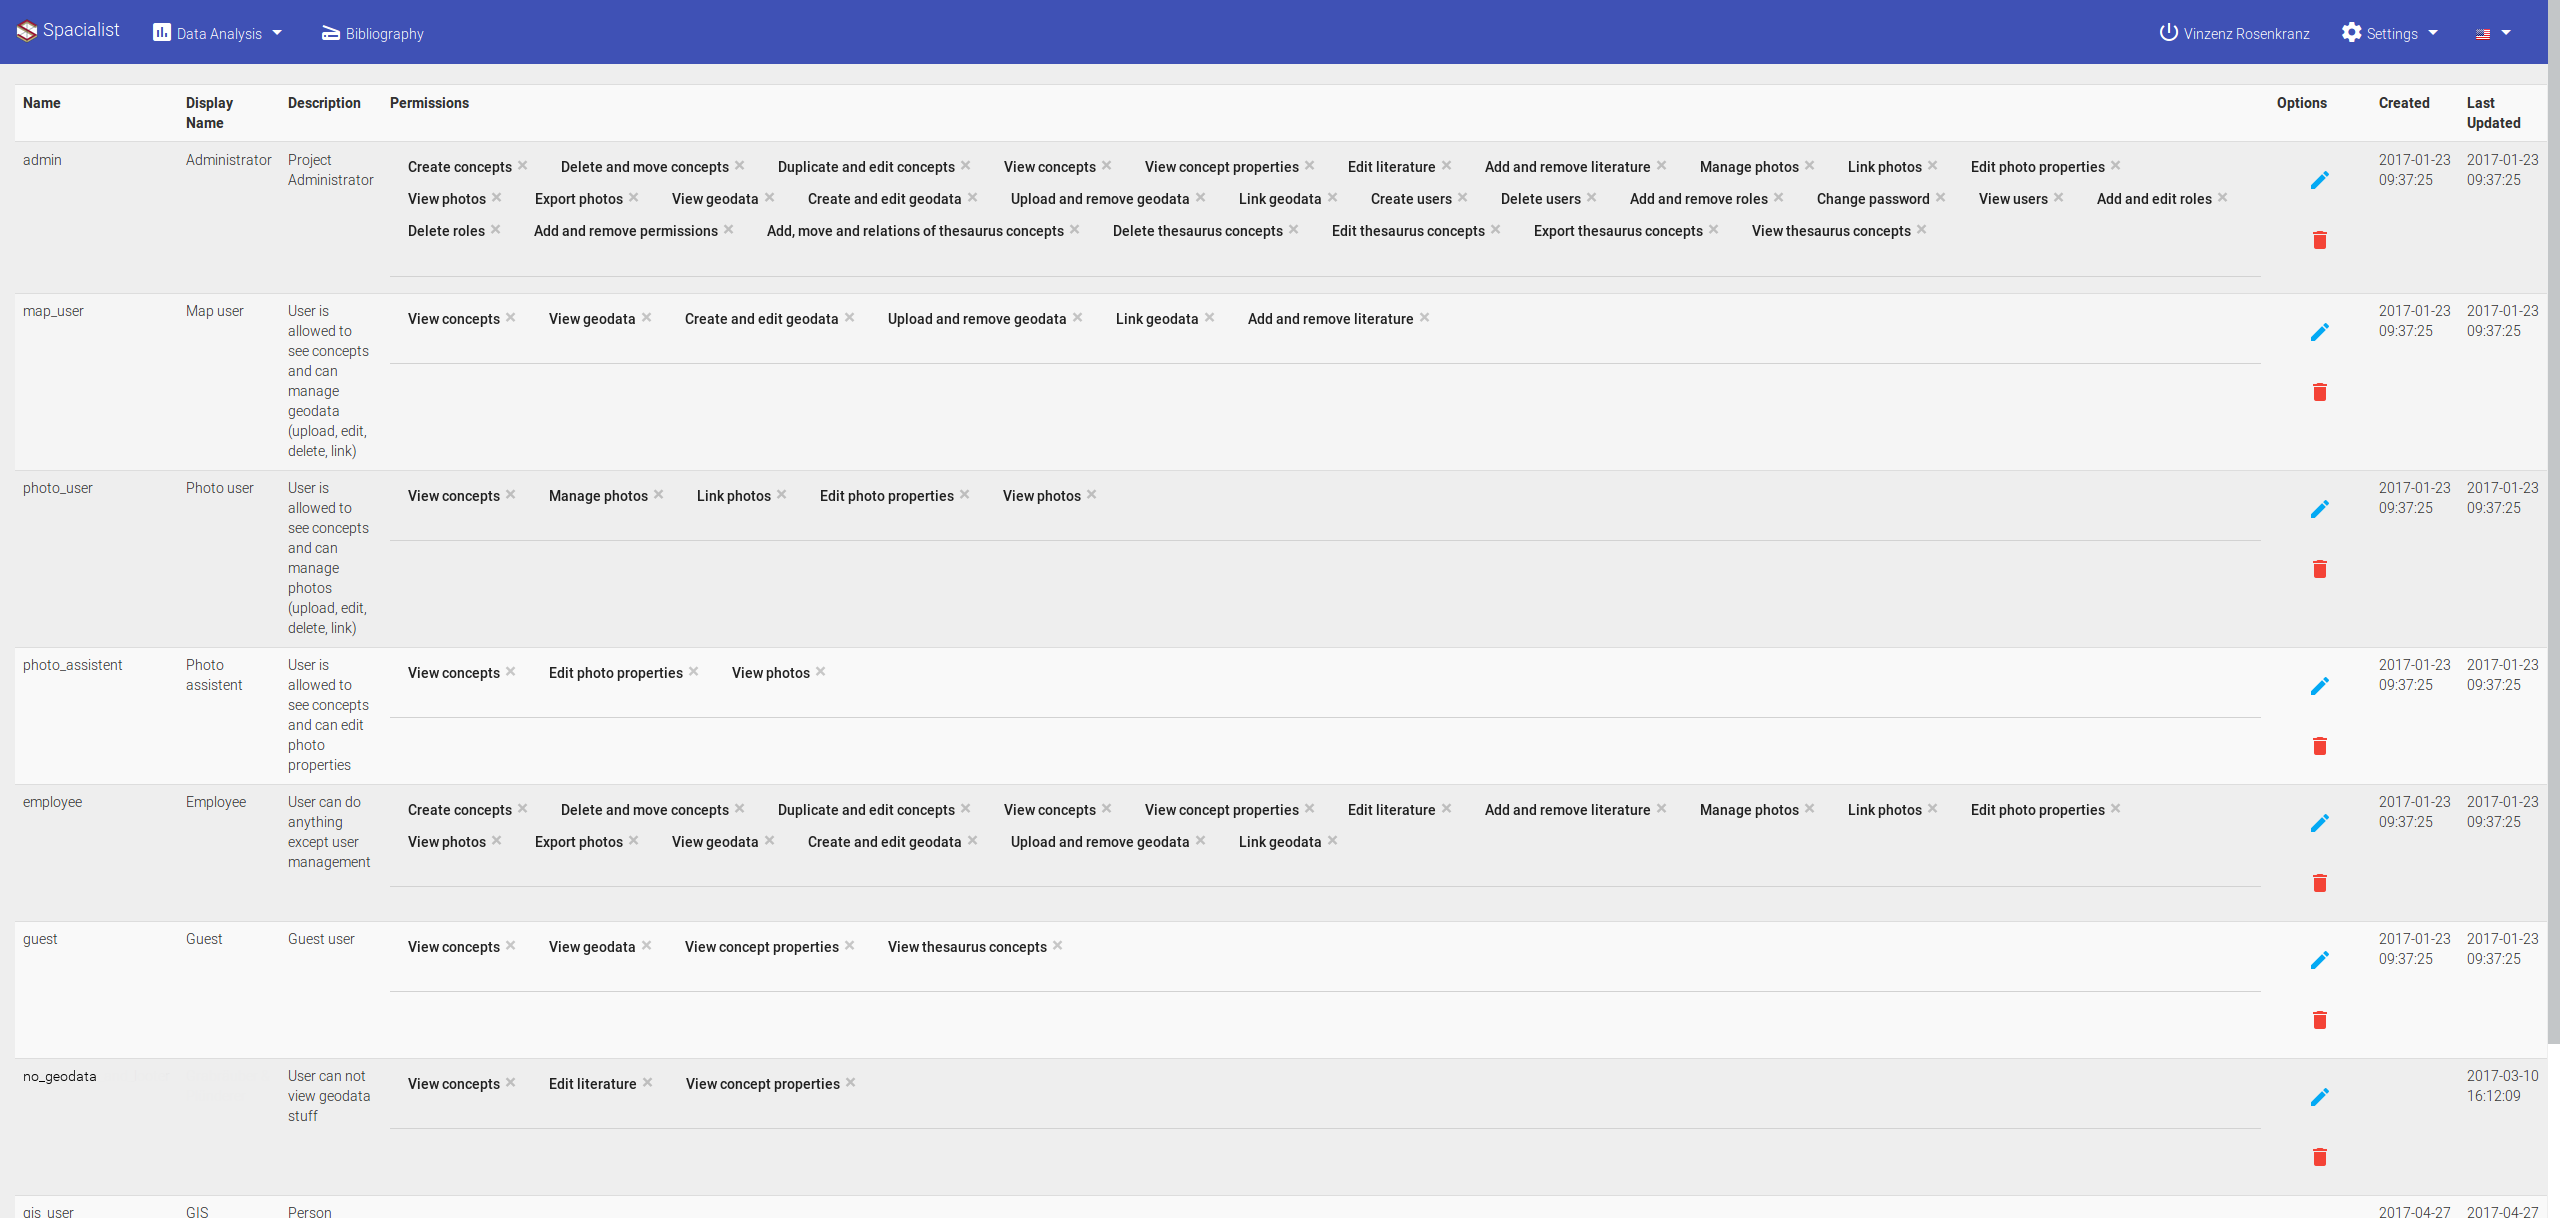 Spacialist Data Analysis Bibliography Vinzenz Rosenkranz Settings
Name Display Name Description Permissions Options Created Last Updated
admin Administrator Project Administrator
Create concepts × Delete and move concepts × Duplicate and edit concepts × View concepts × View concept properties × Edit literature × Add and remove literature × Manage photos × Link photos × Edit photo properties ×
View photos × Export photos × View geodata × Create and edit geodata × Upload and remove geodata × Link geodata × Create users × Delete users × Add and remove roles × Change password × View users × Add and edit roles ×
Delete roles × Add and remove permissions × Add, move and relations of thesaurus concepts × Delete thesaurus concepts × Edit thesaurus concepts × Export thesaurus concepts × View thesaurus concepts ×
2017-01-23 09:37:25 2017-01-23 09:37:25
map_user Map user
User is
allowed to
see concepts
and can
manage
geodata
(upload, edit,
delete, link)
View concepts × View geodata × Create and edit geodata × Upload and remove geodata × Link geodata × Add and remove literature ×
2017-01-23 09:37:25 2017-01-23 09:37:25
photo_user Photo user
User is
allowed to
see concepts
and can
manage
photos
(upload, edit,
delete, link)
View concepts × Manage photos × Link photos × Edit photo properties × View photos ×
2017-01-23 09:37:25 2017-01-23 09:37:25
photo_assistent Photo assistent
User is
allowed to
see concepts
and can edit
photo
properties
View concepts × Edit photo properties × View photos ×
2017-01-23 09:37:25 2017-01-23 09:37:25
employee Employee
User can do
anything
except user
management
Create concepts × Delete and move concepts × Duplicate and edit concepts × View concepts × View concept properties × Edit literature × Add and remove literature × Manage photos × Link photos × Edit photo properties ×
View photos × Export photos × View geodata × Create and edit geodata × Upload and remove geodata × Link geodata ×
2017-01-23 09:37:25 2017-01-23 09:37:25
guest Guest Guest user
View concepts × View geodata × View concept properties × View thesaurus concepts ×
2017-01-23 09:37:25 2017-01-23 09:37:25
no_geodata
User can not
view geodata
stuff
View concepts × Edit literature × View concept properties ×
2017-03-10 16:12:09
gis_user GIS Person 2017-04-27 2017-04-27